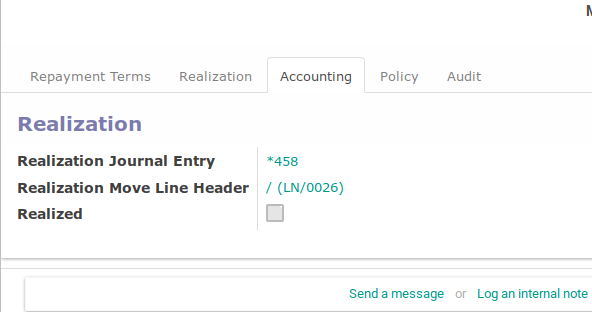 Repayment Terms Realization Accounting Policy Audit
Realization
Realization Journal Entry *458
Realization Move Line Header / (LN/0026)
Realized
Send a message or Log an internal note